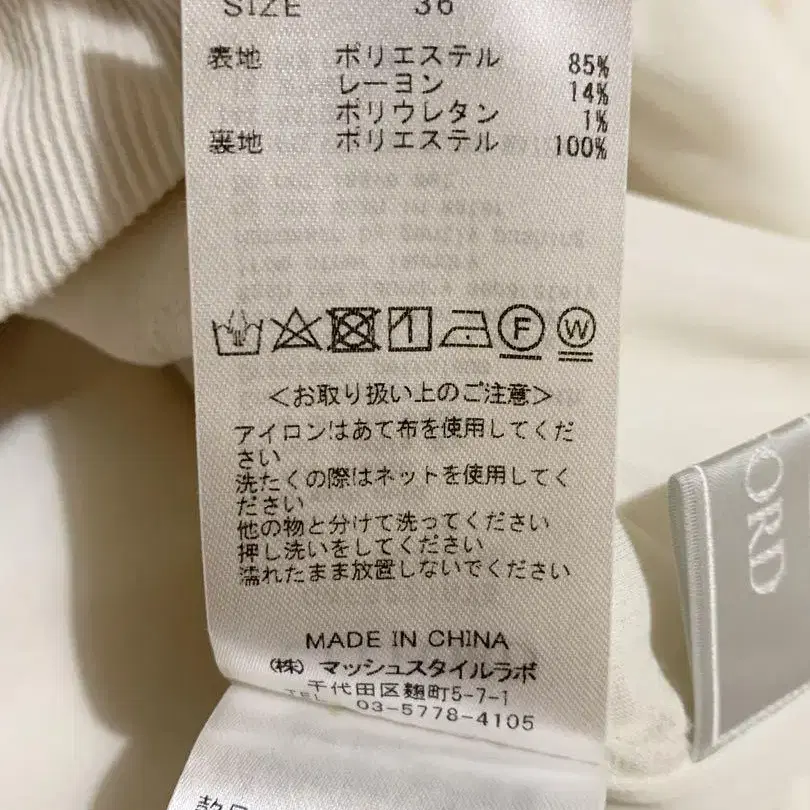 SIZE 36
表地 ポリエステル 85%
レーヨン 14%
ポリウレタン 1%
裏地 ポリエステル 100%
F W
<お取り扱い上のご注意>
アイロンはあて布を使用してくだ
さい
洗たくの際はネットを使用してく
ださい
他の物と分けて洗ってください
押し洗いをしてください
濡れたまま放置しないでください
MADE IN CHINA
(株) マッシュスタイルラボ
千代田区麹町5-7-1
TEL 03-5778-4105
ORD